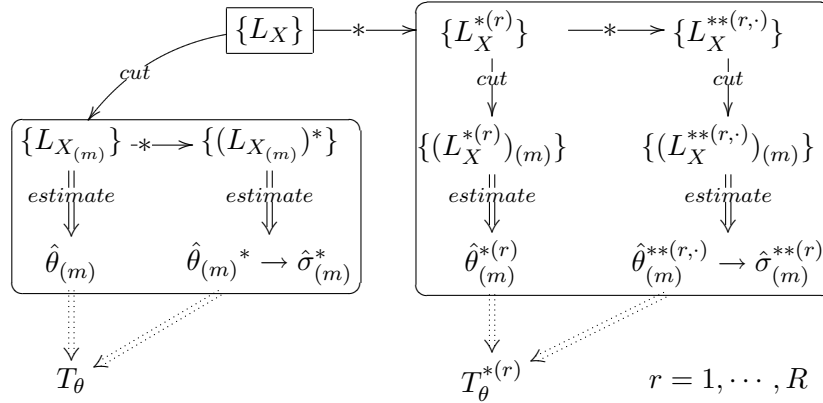 {L_X} * {L_X^{*(r)}} * {L_X^{**(r,·)}}
cut cut cut
{L_{X_{(m)}}} * {(L_{X_{(m)}})^*} {(L_X^{*(r)})_{(m)}} {(L_X^{**(r,·)})_{(m)}}
estimate estimate estimate estimate
θ̂_{(m)} θ̂_{(m)}^* → σ̂^*_{(m)} θ̂^{*(r)}_{(m)} θ̂^{**(r,·)}_{(m)} → σ̂^{**(r)}_{(m)}
T_θ T_θ^{*(r)} r = 1, ⋯ , R